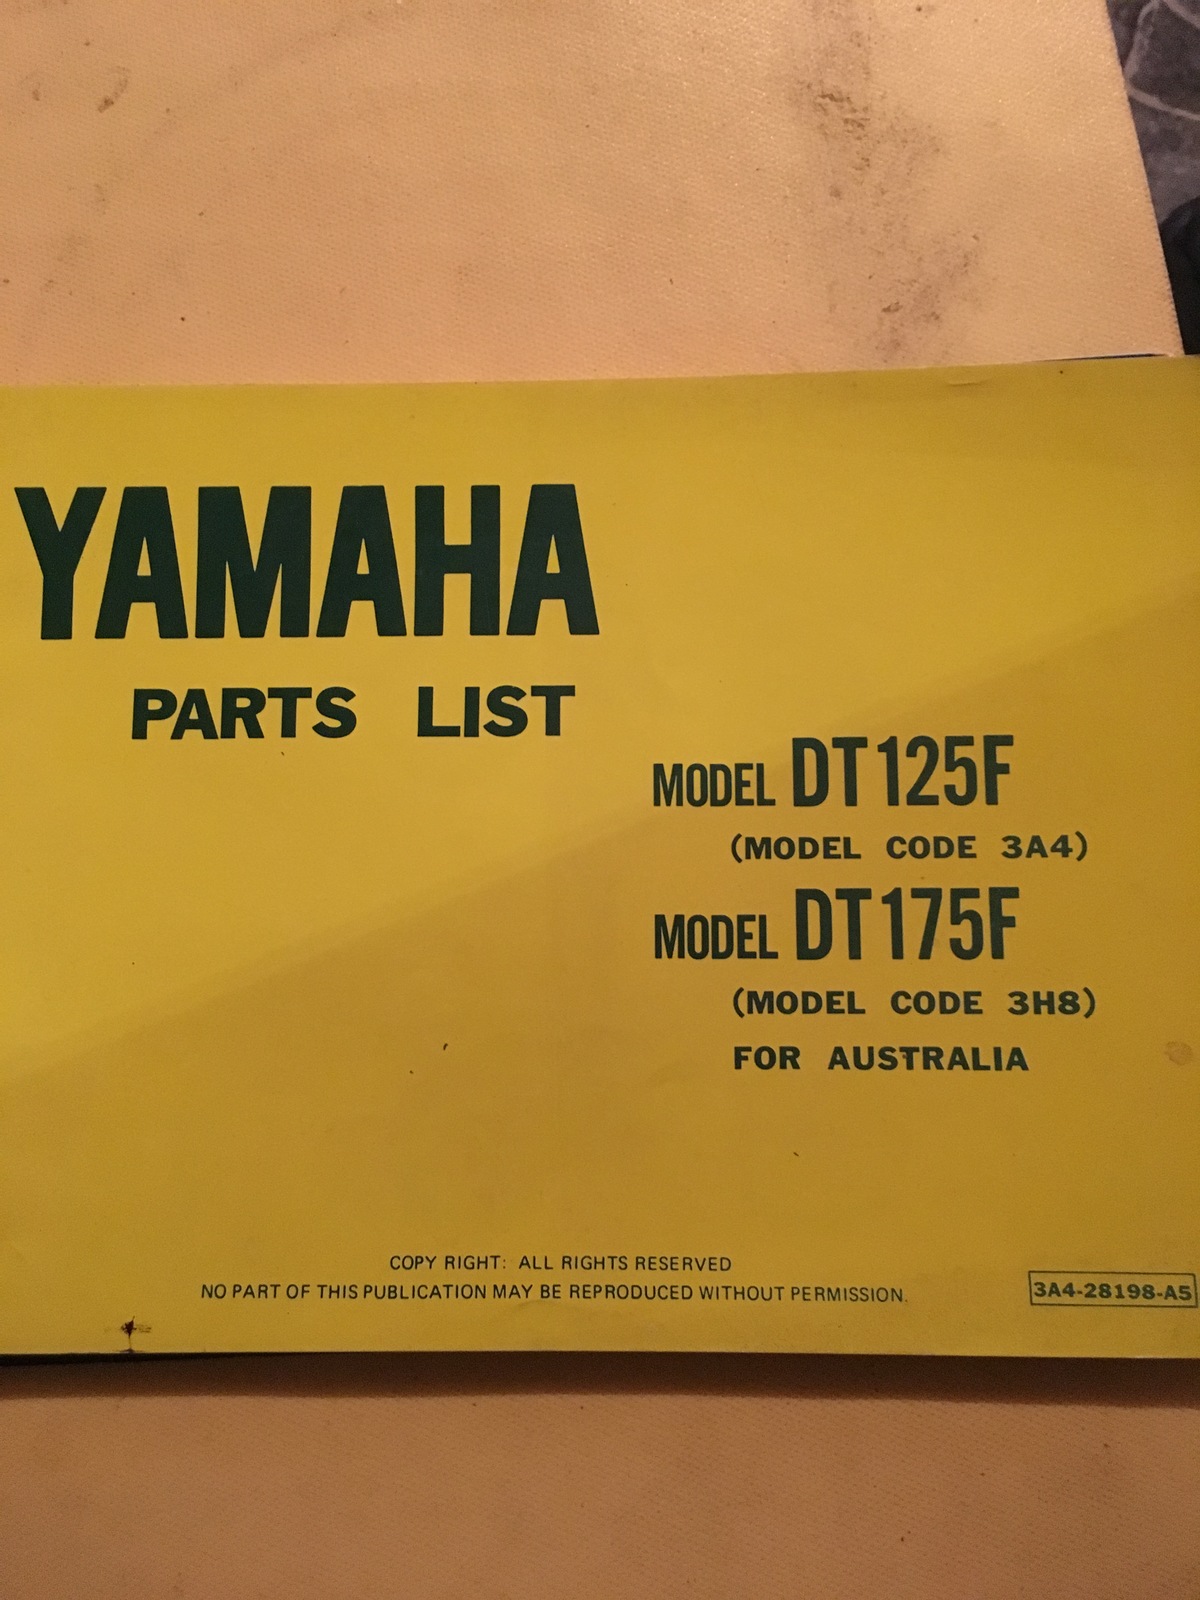 YAMAHA
PARTS LIST
MODEL DT125F
(MODEL CODE 3A4)
MODEL DT175F
(MODEL CODE 3H8)
FOR AUSTRALIA
COPY RIGHT: ALL RIGHTS RESERVED
NO PART OF THIS PUBLICATION MAY BE REPRODUCED WITHOUT PERMISSION.
3A4-28198-A5